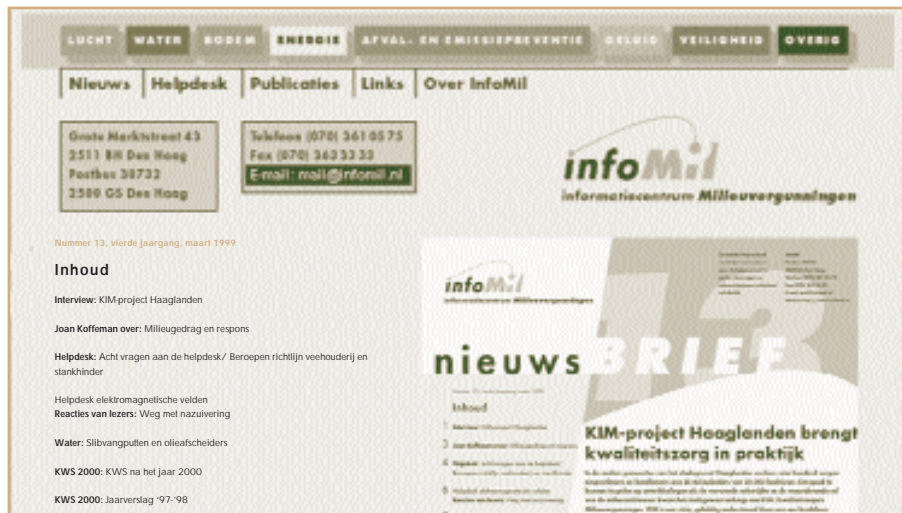 LUCHT WATER BODEM ENERGIE AFVAL- EN EMISSIEPREVENTIE GELUID VEILIGHEID OVERIG
Nieuws Helpdesk Publicaties Links Over InfoMil
Grote Marktstraat 43
2511 BH Den Haag
Postbus 30732
2500 GS Den Haag
Telefoon (070) 361 05 75
Fax (070) 363 33 33
E-mail: mail@infomil.nl
infoMil
informatiecentrum Milieuvergunningen
Nummer 13, vierde jaargang, maart 1999
Inhoud
Interview: KIM-project Haaglanden
Joan Koffeman over: Milieugedrag en respons
Helpdesk: Acht vragen aan de helpdesk/ Beroepen richtlijn veehouderij en
stankhinder
Helpdesk elektromagnetische velden
Reacties van lezers: Weg met nazuivering
Water: Slibvangputten en olieafscheiders
KWS 2000: KWS na het jaar 2000
KWS 2000: Jaarverslag '97-'98
infoMil
informatiecentrum Milieuvergunningen
13
nieuws BRIEF
Inhoud
KIM-project Haaglanden brengt
kwaliteitszorg in praktijk